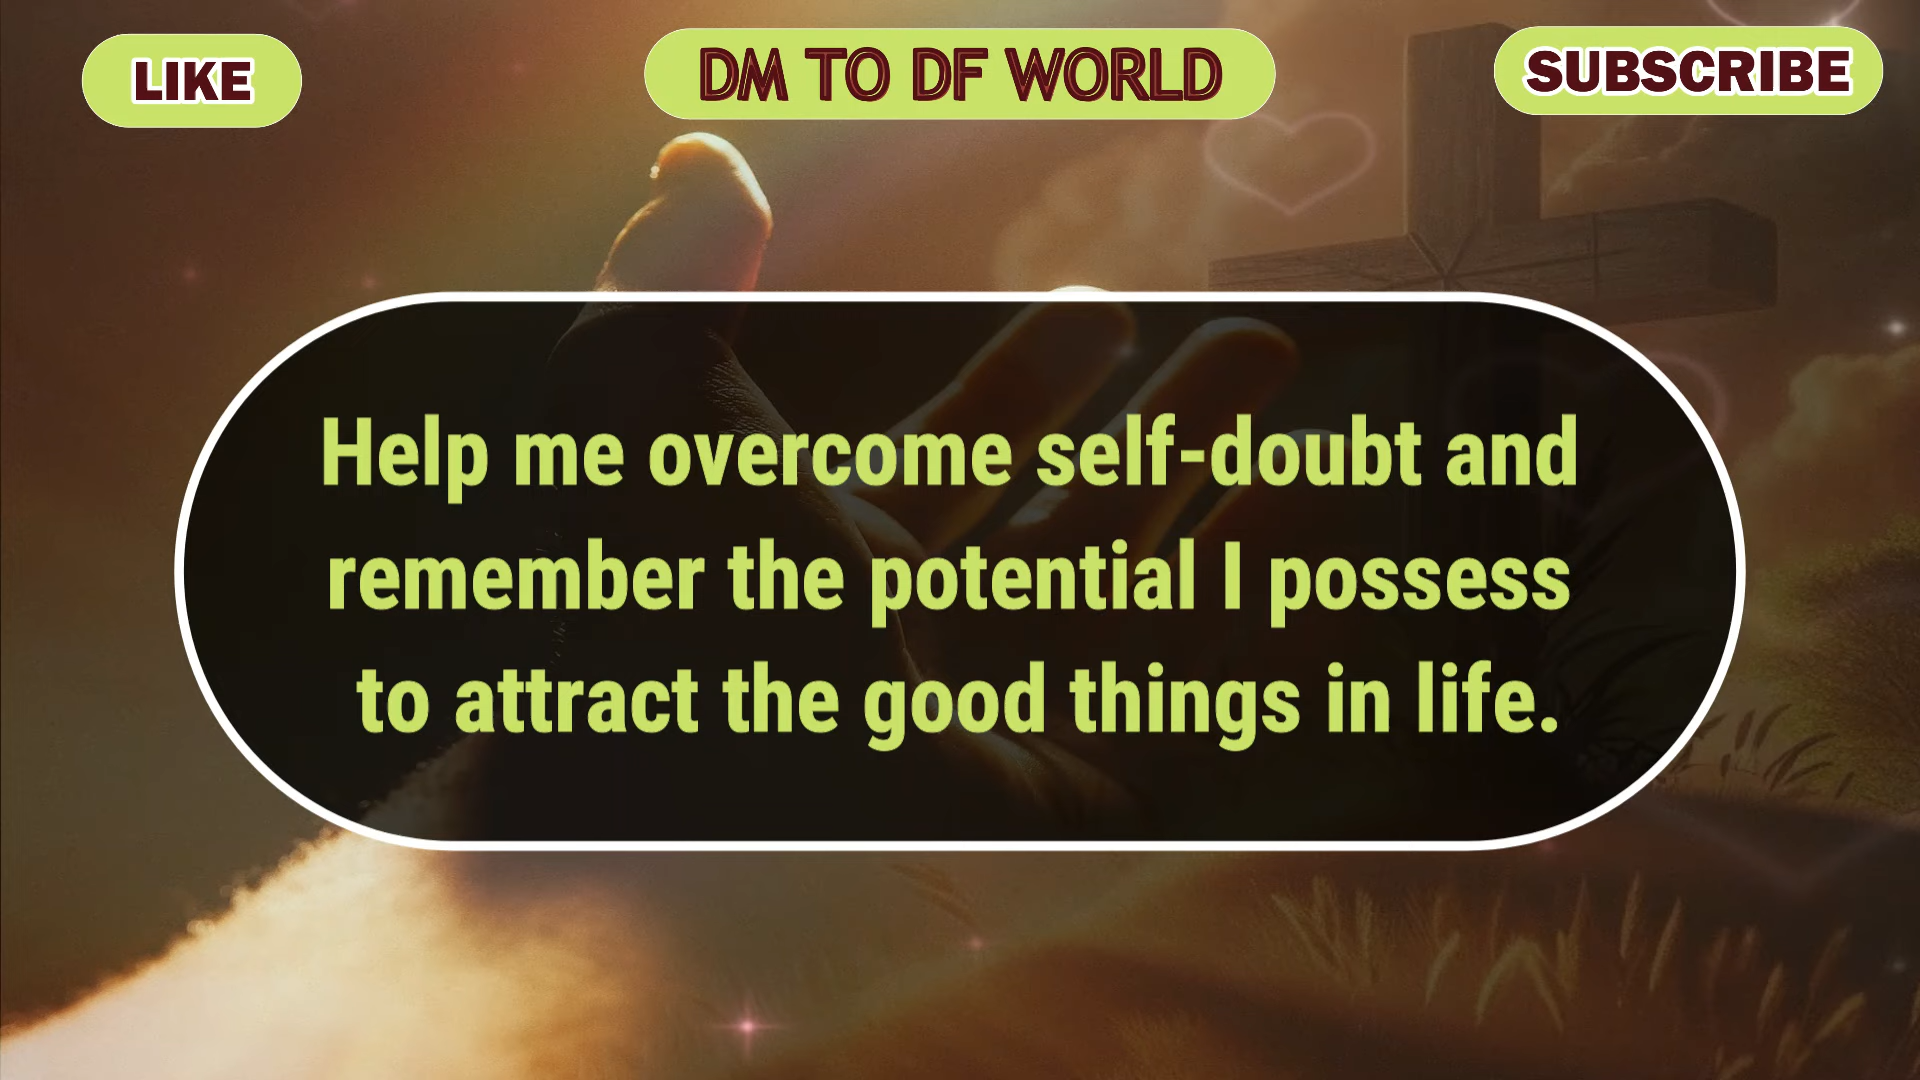 LIKE
DM TO DF WORLD
SUBSCRIBE
Help me overcome self-doubt and
remember the potential I possess
to attract the good things in life.